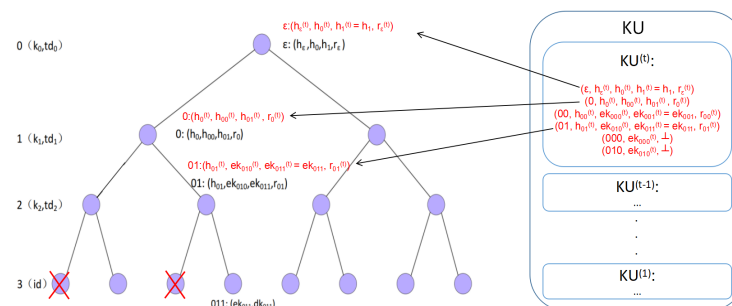 ε:(hε⁽ᵗ⁾, h₀⁽ᵗ⁾, h₁⁽ᵗ⁾ = h₁, rε⁽ᵗ⁾)
0 (k₀,td₀)
ε: (hε,h₀,h₁,rε)
KU
KU⁽ᵗ⁾:
(ε, hε⁽ᵗ⁾, h₀⁽ᵗ⁾, h₁⁽ᵗ⁾ = h₁, rε⁽ᵗ⁾)
(0, h₀⁽ᵗ⁾, h₀₀⁽ᵗ⁾, h₀₁⁽ᵗ⁾, r₀⁽ᵗ⁾)
(00, h₀₀⁽ᵗ⁾, ek₀₀₀⁽ᵗ⁾, ek₀₀₁⁽ᵗ⁾ = ek₀₀₁, r₀₀⁽ᵗ⁾)
(01, h₀₁⁽ᵗ⁾, ek₀₁₀⁽ᵗ⁾, ek₀₁₁⁽ᵗ⁾ = ek₀₁₁, r₀₁⁽ᵗ⁾)
(000, ek₀₀₀⁽ᵗ⁾, ⊥)
(010, ek₀₁₀⁽ᵗ⁾, ⊥)
0:(h₀⁽ᵗ⁾, h₀₀⁽ᵗ⁾, h₀₁⁽ᵗ⁾, r₀⁽ᵗ⁾)
1 (k₁,td₁)
0: (h₀,h₀₀,h₀₁,r₀)
01:(h₀₁⁽ᵗ⁾, ek₀₁₀⁽ᵗ⁾, ek₀₁₁⁽ᵗ⁾ = ek₀₁₁, r₀₁⁽ᵗ⁾)
01: (h₀₁,ek₀₁₀,ek₀₁₁,r₀₁)
2 (k₂,td₂)
KU⁽ᵗ⁻¹⁾:
...
.
.
.
3 (id)
KU⁽¹⁾:
...
011: (ek₀₁₁,dk₀₁₁)